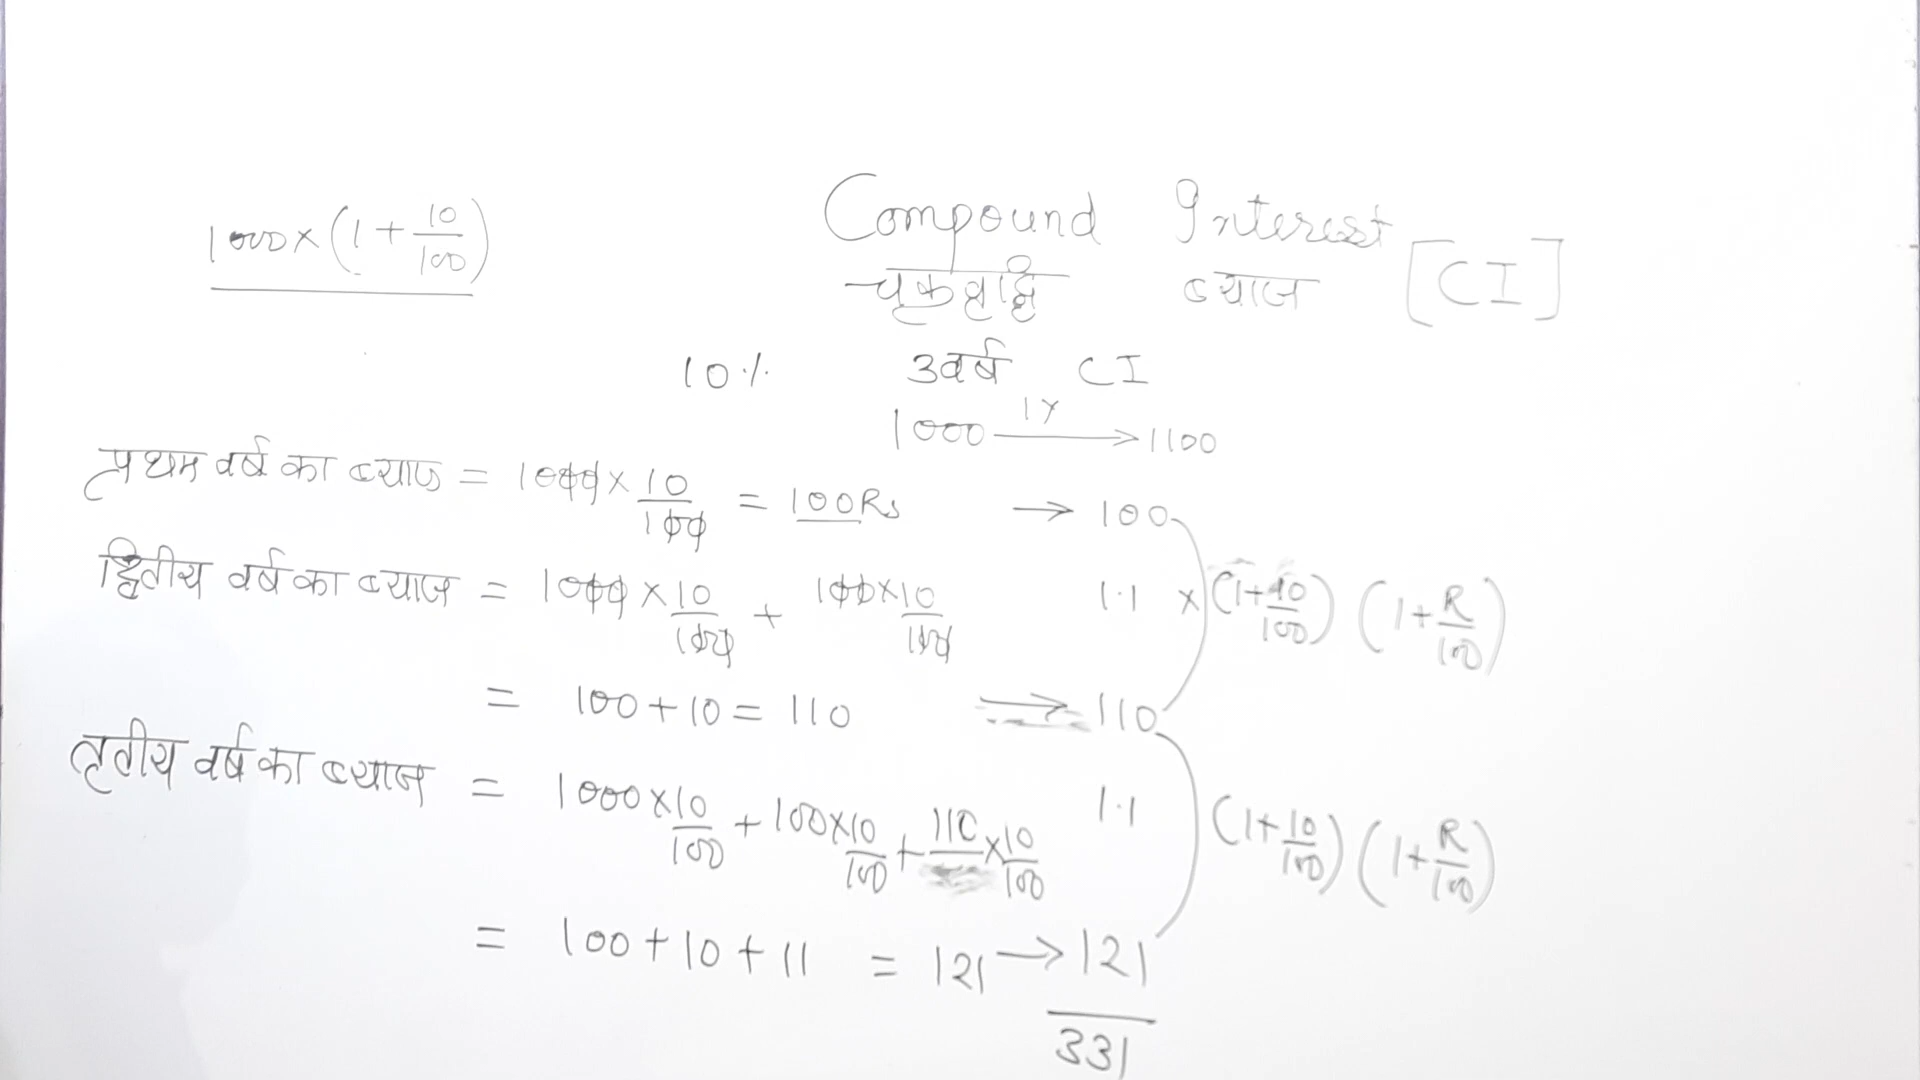 1000 × (1 + 10/100)
Compound Interest
चक्रवृद्धि ब्याज [CI]
10% 3वर्ष CI
1000 —1Y→ 1100
प्रथम वर्ष का ब्याज = 1000 × 10/100 = 100Rs → 100
द्वितीय वर्ष का ब्याज = 1000 × 10/100 + 100×10/100 1.1 × (1+10/100) (1+R/100)
= 100 + 10 = 110 → 110
तृतीय वर्ष का ब्याज = 1000×10/100 + 100×10/100 + 110×10/100 1.1 (1+10/100) (1+R/100)
= 100 + 10 + 11 = 121 → 121
331